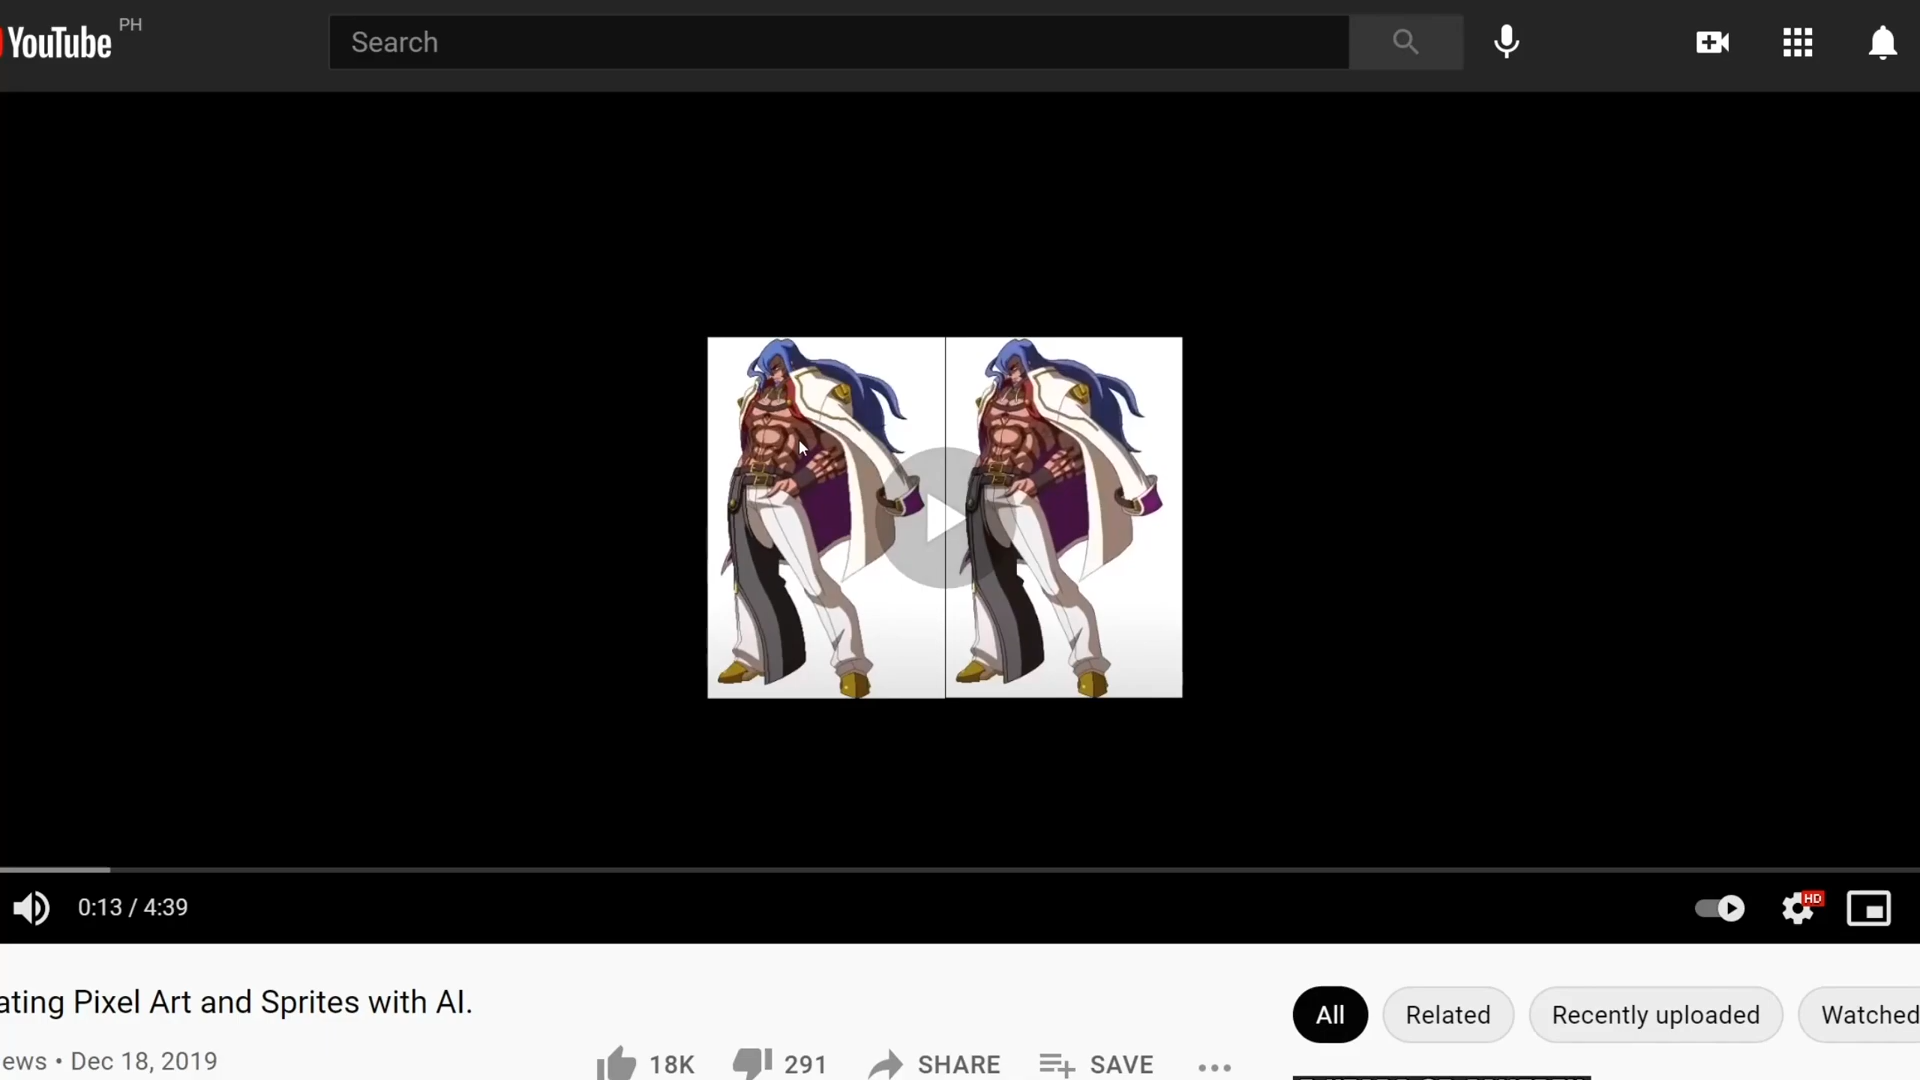 YouTube PH
Search
0:13 / 4:39
HD
ating Pixel Art and Sprites with AI.
ews • Dec 18, 2019
18K
291
SHARE
SAVE
All
Related
Recently uploaded
Watched